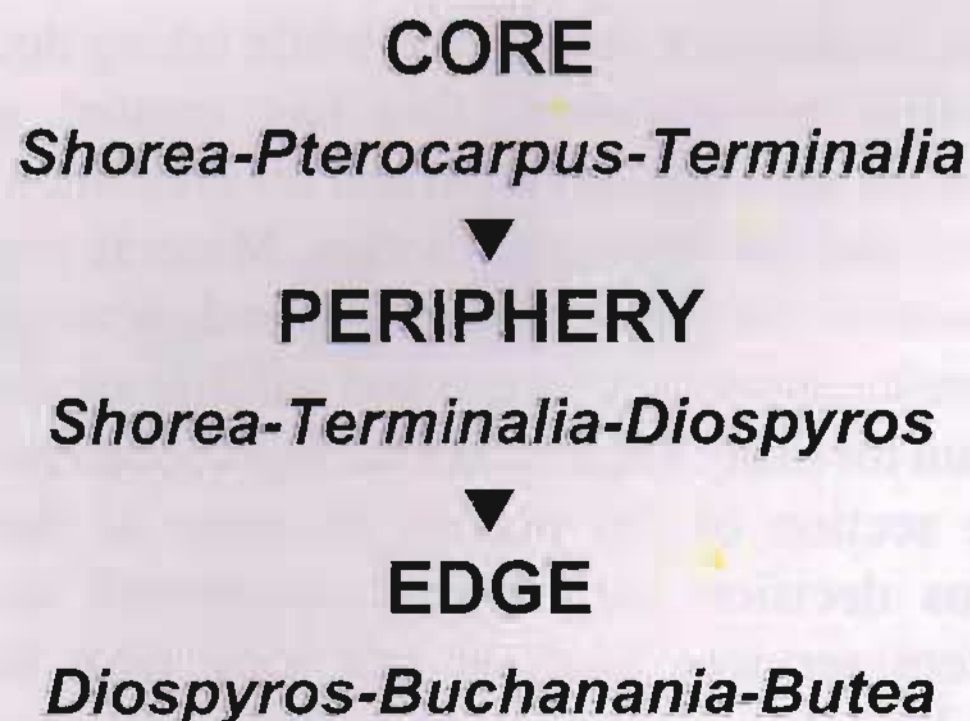 CORE
Shorea-Pterocarpus-Terminalia
▼
PERIPHERY
Shorea-Terminalia-Diospyros
▼
EDGE
Diospyros-Buchanania-Butea